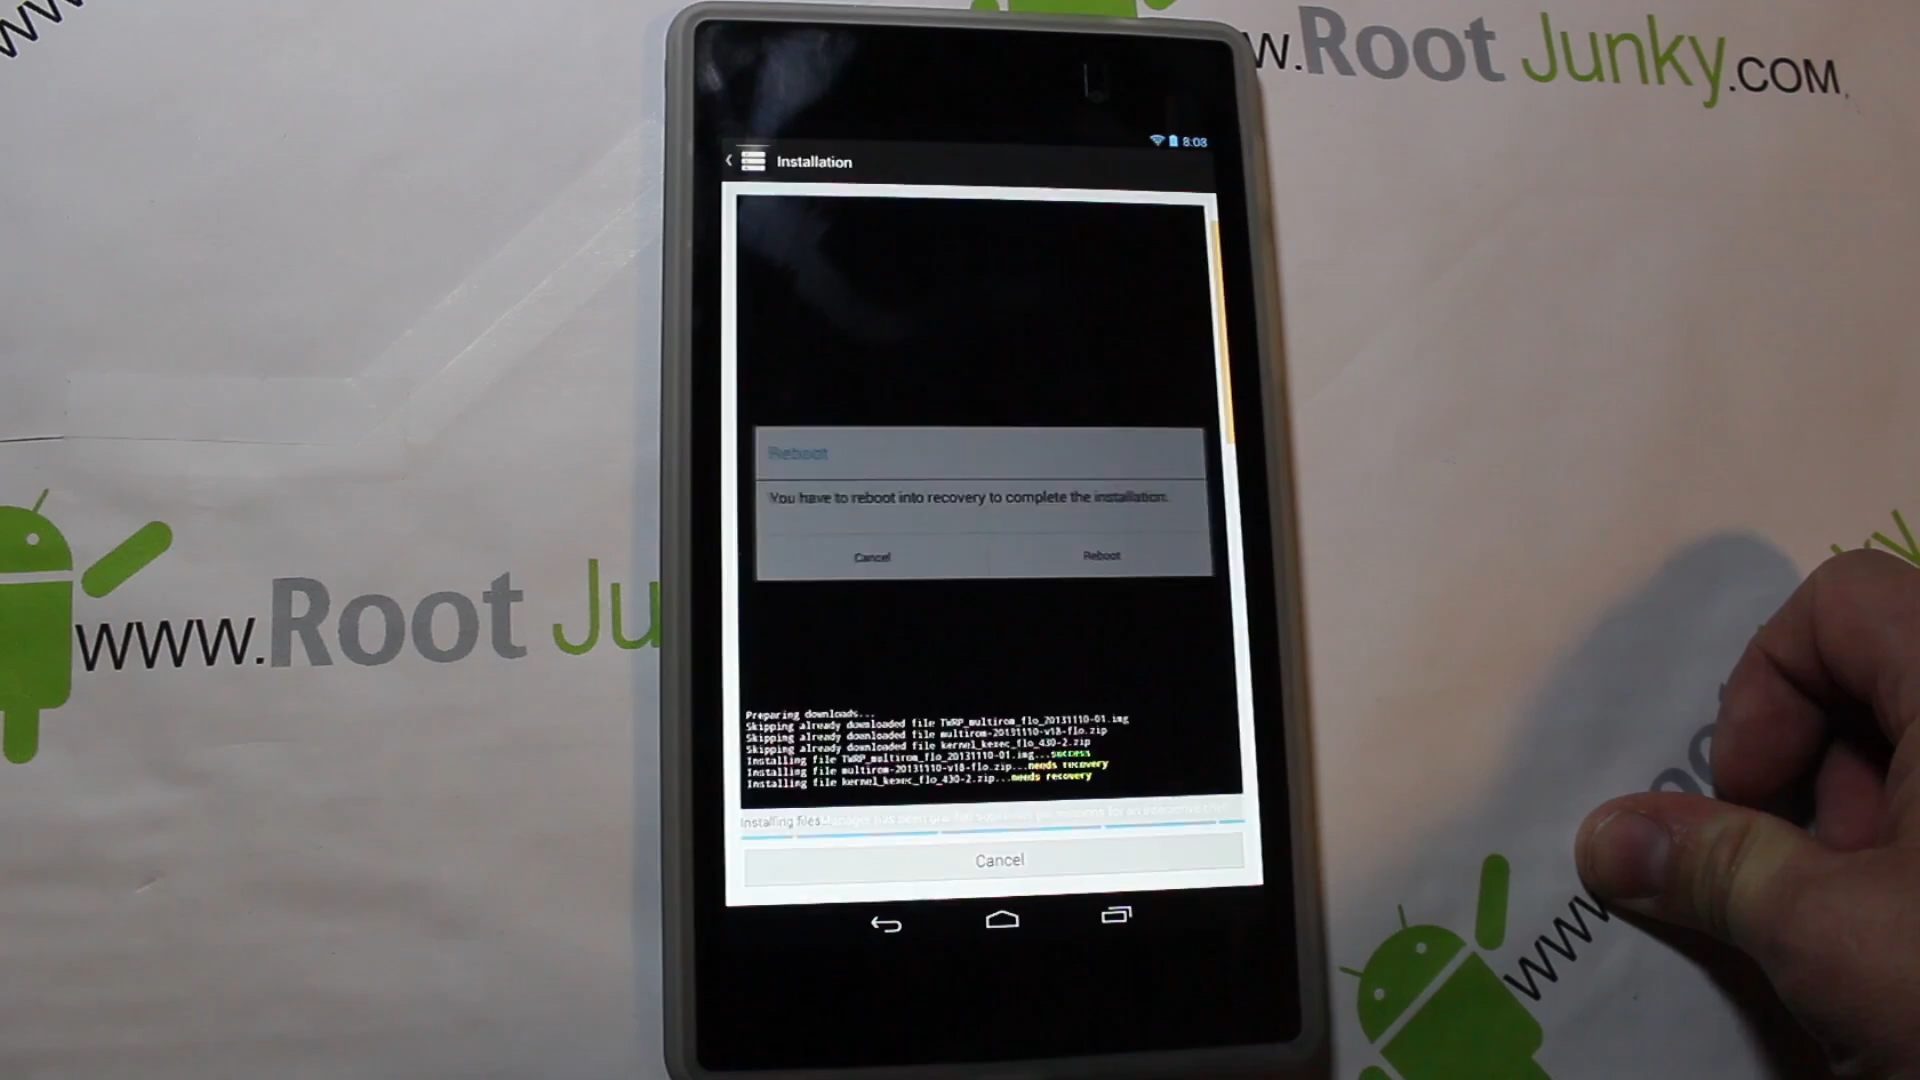 www
w.Root Junky.COM
8:08
Installation
Reboot
You have to reboot into recovery to complete the installation.
Cancel Reboot
www.Root Ju
Preparing downloads...
Skipping already downloaded file TWRP_multirom_flo_20131110-01.img
Skipping already downloaded file multirom-20131110-v18-flo.zip
Skipping already downloaded file kernel_kexec_flo_430-2.zip
Installing file TWRP_multirom_flo_20131110-01.img...success
Installing file multirom-20131110-v18-flo.zip...needs recovery
Installing file kernel_kexec_flo_430-2.zip...needs recovery
Installing files...
Cancel
www.